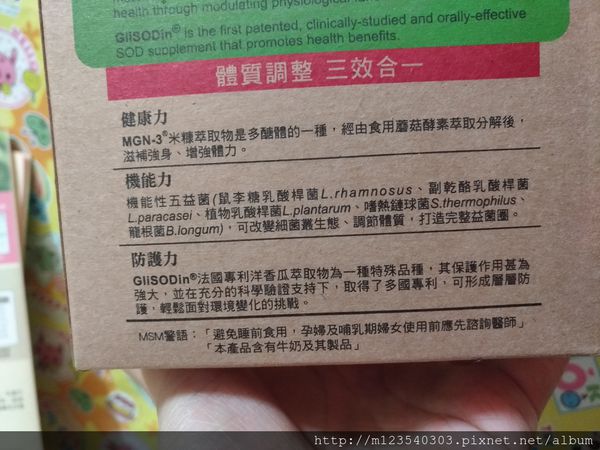 health through modulating physiological
GliSODin® is the first patented, clinically-studied and orally-effective
SOD supplement that promotes health benefits.
體質調整 三效合一
健康力
MGN-3®米糠萃取物是多醣體的一種，經由食用蘑菇酵素萃取分解後，
滋補強身、增強體力。
機能力
機能性五益菌(鼠李糖乳酸桿菌L.rhamnosus、副乾酪乳酸桿菌
L.paracasei、植物乳酸桿菌L.plantarum、嗜熱鏈球菌S.thermophilus、
龍根菌B.longum)，可改變細菌叢生態、調節體質，打造完整益菌圈。
防護力
GliSODin®法國專利洋香瓜萃取物為一種特殊品種，其保護作用甚為
強大，並在充分的科學驗證支持下，取得了多國專利，可形成層層防
護，輕鬆面對環境變化的挑戰。
MSM警語：「避免睡前食用，孕婦及哺乳期婦女使用前應先諮詢醫師」
「本產品含有牛奶及其製品」
http://m123540303.pixnet.net/album